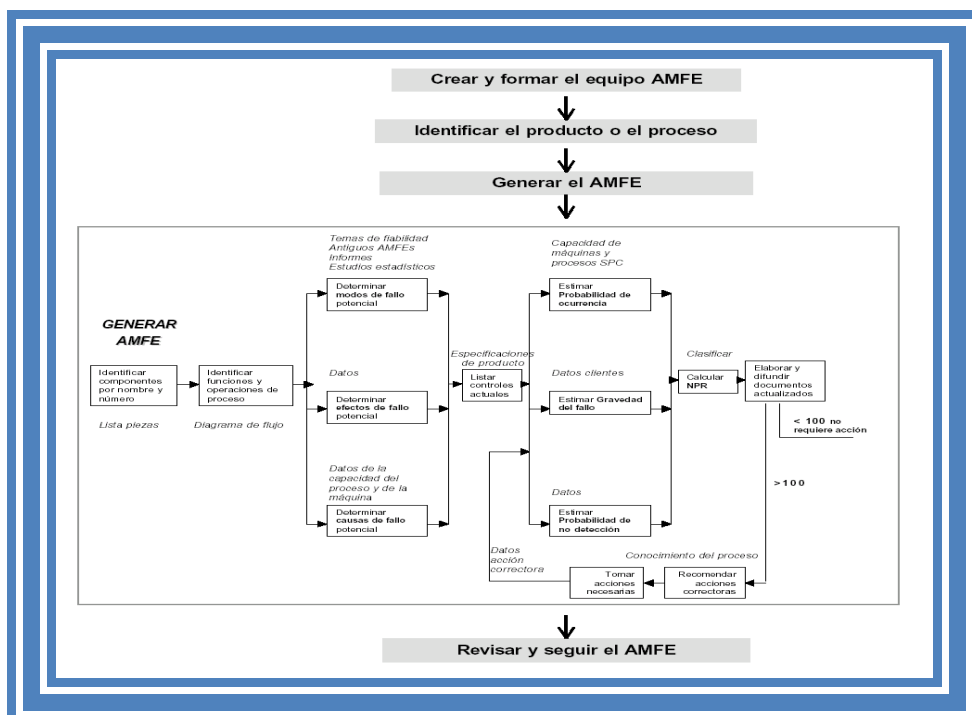 Crear y formar el equipo AMFE
Identificar el producto o el proceso
Generar el AMFE
Temas de fiabilidad
Antiguos AMFEs
Informes
Estudios estadísticos
Determinar
modos de fallo
potencial
Capacidad de
máquinas y
procesos SPC
Estimar
Probabilidad de
ocurrencia
GENERAR
AMFE
Identificar
componentes
por nombre y
número
Lista piezas
Identificar
funciones y
operaciones de
proceso
Diagrama de flujo
Datos
Determinar
efectos de fallo
potencial
Especificaciones
de producto
Listar
controles
actuales
Datos clientes
Estimar Gravedad
del fallo
Clasificar
Calcular
NPR
Elaborar y
difundir
documentos
actualizados
< 100 no
requiere acción
>100
Datos de la
capacidad del
proceso y de la
máquina
Determinar
causas de fallo
potencial
Datos
Estimar
Probabilidad de
no detección
Datos
acción
correctora
Conocimiento del proceso
Tomar
acciones
necesarias
Recomendar
acciones
correctoras
Revisar y seguir el AMFE